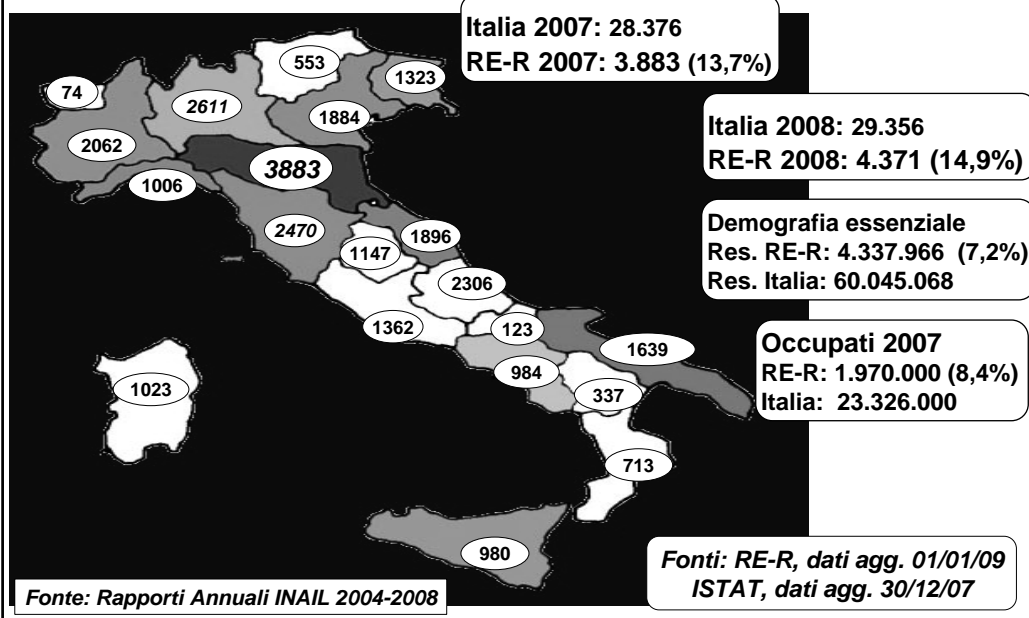 Italia 2007: 28.376
RE-R 2007: 3.883 (13,7%)
553
1323
74
2611
1884
2062
3883
1006
Italia 2008: 29.356
RE-R 2008: 4.371 (14,9%)
2470
1896
1147
2306
Demografia essenziale
Res. RE-R: 4.337.966 (7,2%)
Res. Italia: 60.045.068
1362
123
1639
984
337
1023
713
980
Occupati 2007
RE-R: 1.970.000 (8,4%)
Italia: 23.326.000
Fonti: RE-R, dati agg. 01/01/09
ISTAT, dati agg. 30/12/07
Fonte: Rapporti Annuali INAIL 2004-2008